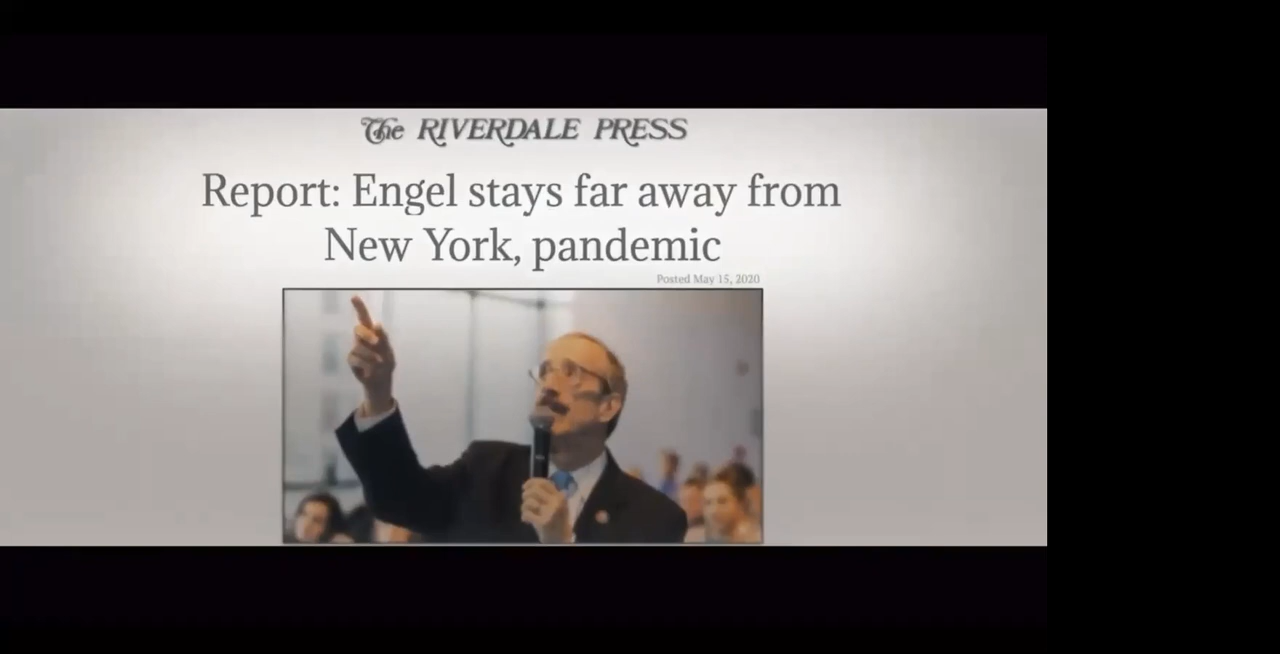 The RIVERDALE PRESS
Report: Engel stays far away from
New York, pandemic
Posted May 15, 2020